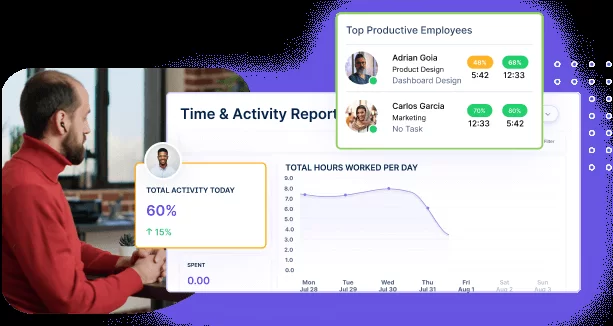 Top Productive Employees
Adrian Goia
Product Design
Dashboard Design
46% 68%
5:42 12:33
Carlos Garcia
Marketing
No Task
70% 80%
12:33 5:42
Time & Activity Report
Filter
TOTAL ACTIVITY TODAY
60%
↑ 15%
SPENT
0.00
TOTAL HOURS WORKED PER DAY
9.0
8.0
7.0
6.0
5.0
4.0
3.0
2.0
1.0
0.0
Mon Tue Wed Thu Fri Sat Sun
Jul 28 Jul 29 Jul 30 Jul 31 Aug 1 Aug 2 Aug 3